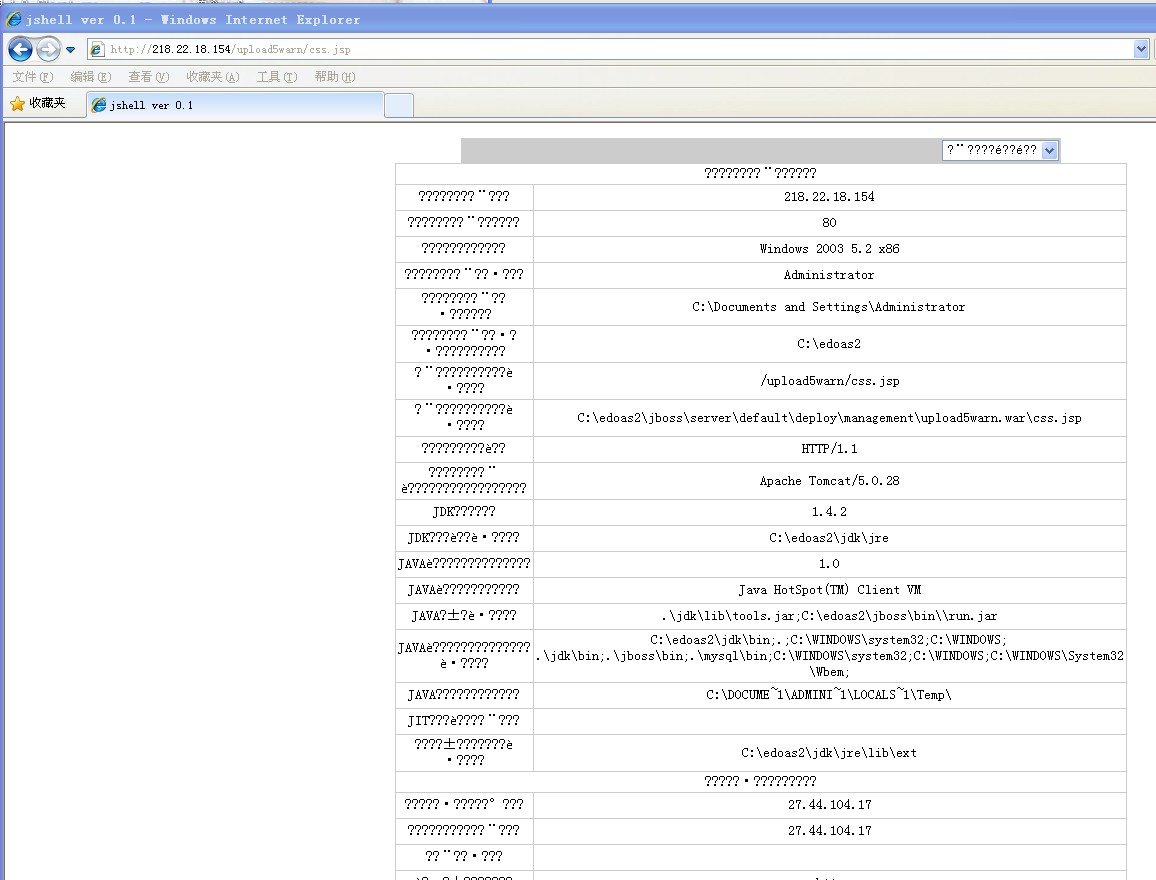 jshell ver 0.1 - Windows Internet Explorer
http://218.22.18.154/upload5warn/css.jsp
文件(F) 编辑(E) 查看(V) 收藏夹(A) 工具(T) 帮助(H)
收藏夹 jshell ver 0.1
?¨????é??é??
????????¨??????
????????¨??? 218.22.18.154
????????¨?????? 80
???????????? Windows 2003 5.2 x86
????????¨??·??? Administrator
????????¨??
·?????? C:\Documents and Settings\Administrator
????????¨??·?
·?????????? C:\edoas2
?¨??????????è
·???? /upload5warn/css.jsp
?¨??????????è
·???? C:\edoas2\jboss\server\default\deploy\management\upload5warn.war\css.jsp
?????????è?? HTTP/1.1
????????¨
è????????????????? Apache Tomcat/5.0.28
JDK?????? 1.4.2
JDK???è??è·???? C:\edoas2\jdk\jre
JAVAè?????????????? 1.0
JAVAè??????????? Java HotSpot(TM) Client VM
JAVA?±?è·???? .\jdk\lib\tools.jar;C:\edoas2\jboss\bin\\run.jar
JAVAè??????????????
è·???? C:\edoas2\jdk\bin;.;C:\WINDOWS\system32;C:\WINDOWS;
.\jdk\bin;.\jboss\bin;.\mysql\bin;C:\WINDOWS\system32;C:\WINDOWS;C:\WINDOWS\System32
\Wbem;
JAVA???????????? C:\DOCUME~1\ADMINI~1\LOCALS~1\Temp\
JIT???è????¨???
????±???????è
·???? C:\edoas2\jdk\jre\lib\ext
?????·?????????
?????·?????°??? 27.44.104.17
???????????¨??? 27.44.104.17
??¨??·???